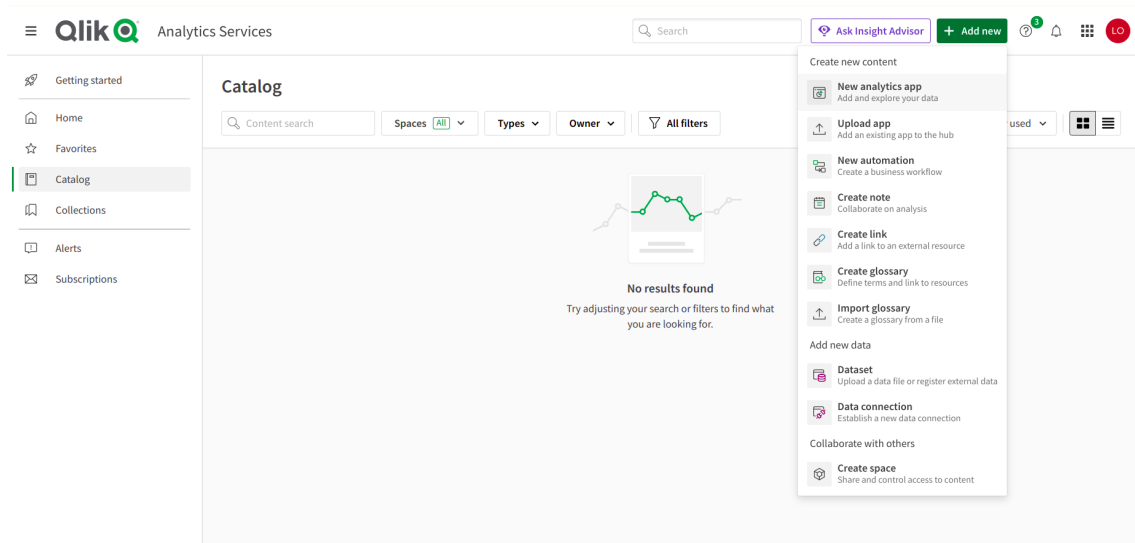 Qlik Analytics Services
Search
Ask Insight Advisor
+ Add new
3
LO
Getting started
Home
Favorites
Catalog
Collections
Alerts
Subscriptions
Catalog
Content search
Spaces All
Types
Owner
All filters
used
No results found
Try adjusting your search or filters to find what
you are looking for.
Create new content
New analytics app
Add and explore your data
Upload app
Add an existing app to the hub
New automation
Create a business workflow
Create note
Collaborate on analysis
Create link
Add a link to an external resource
Create glossary
Define terms and link to resources
Import glossary
Create a glossary from a file
Add new data
Dataset
Upload a data file or register external data
Data connection
Establish a new data connection
Collaborate with others
Create space
Share and control access to content